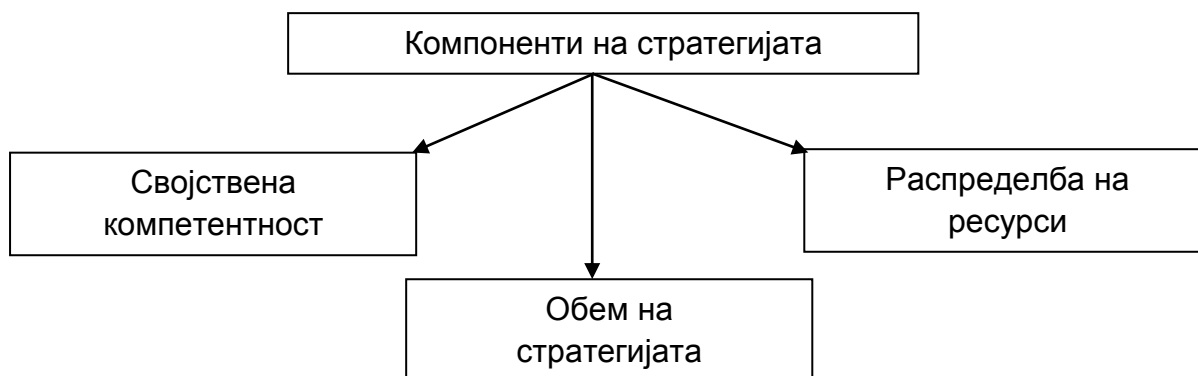 Компоненти на стратегијата
Својствена
компетентност
Распределба на
ресурси
Обем на
стратегијата